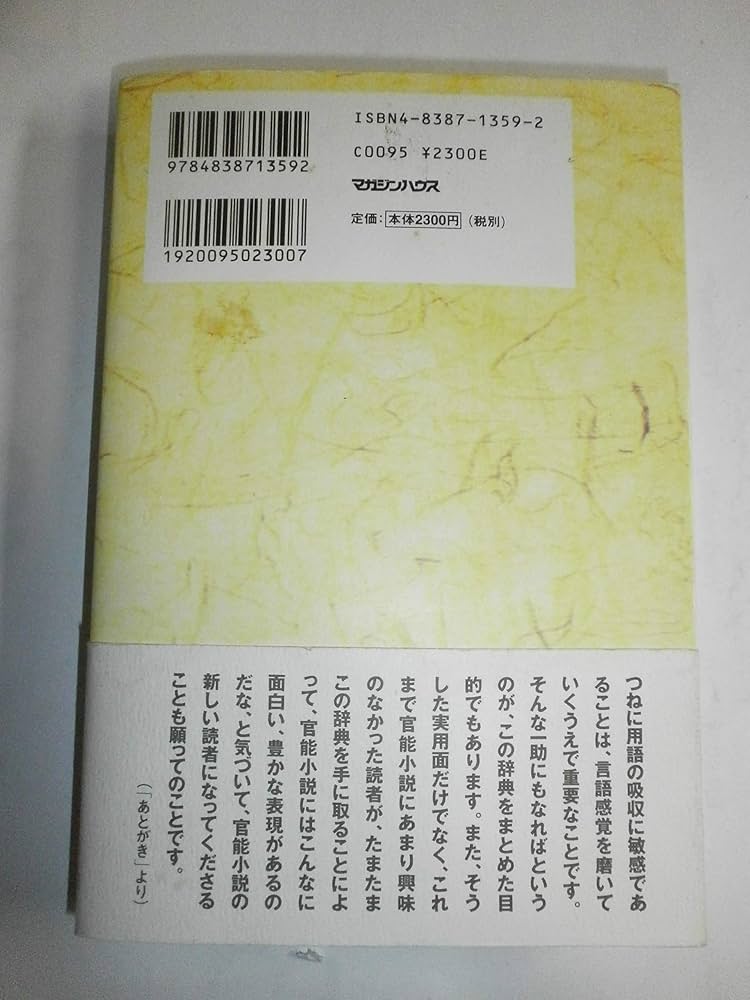 ISBN4-8387-1359-2
9784838713592
C0095 ¥2300E
マガジンハウス
定価：本体2300円（税別）
1920095023007
つねに用語の吸収に敏感であ
ることは、言語感覚を磨いて
いくうえで重要なことです。
そんな一助にもなればという
のが、この辞典をまとめた目
的でもあります。また、そう
した実用面だけでなく、これ
まで官能小説にあまり興味
のなかった読者が、たまたま
この辞典を手に取ることによ
って、官能小説にはこんなに
面白い、豊かな表現があるの
だな、と気づいて、官能小説の
新しい読者になってくださる
ことも願ってのことです。
（「あとがき」より）